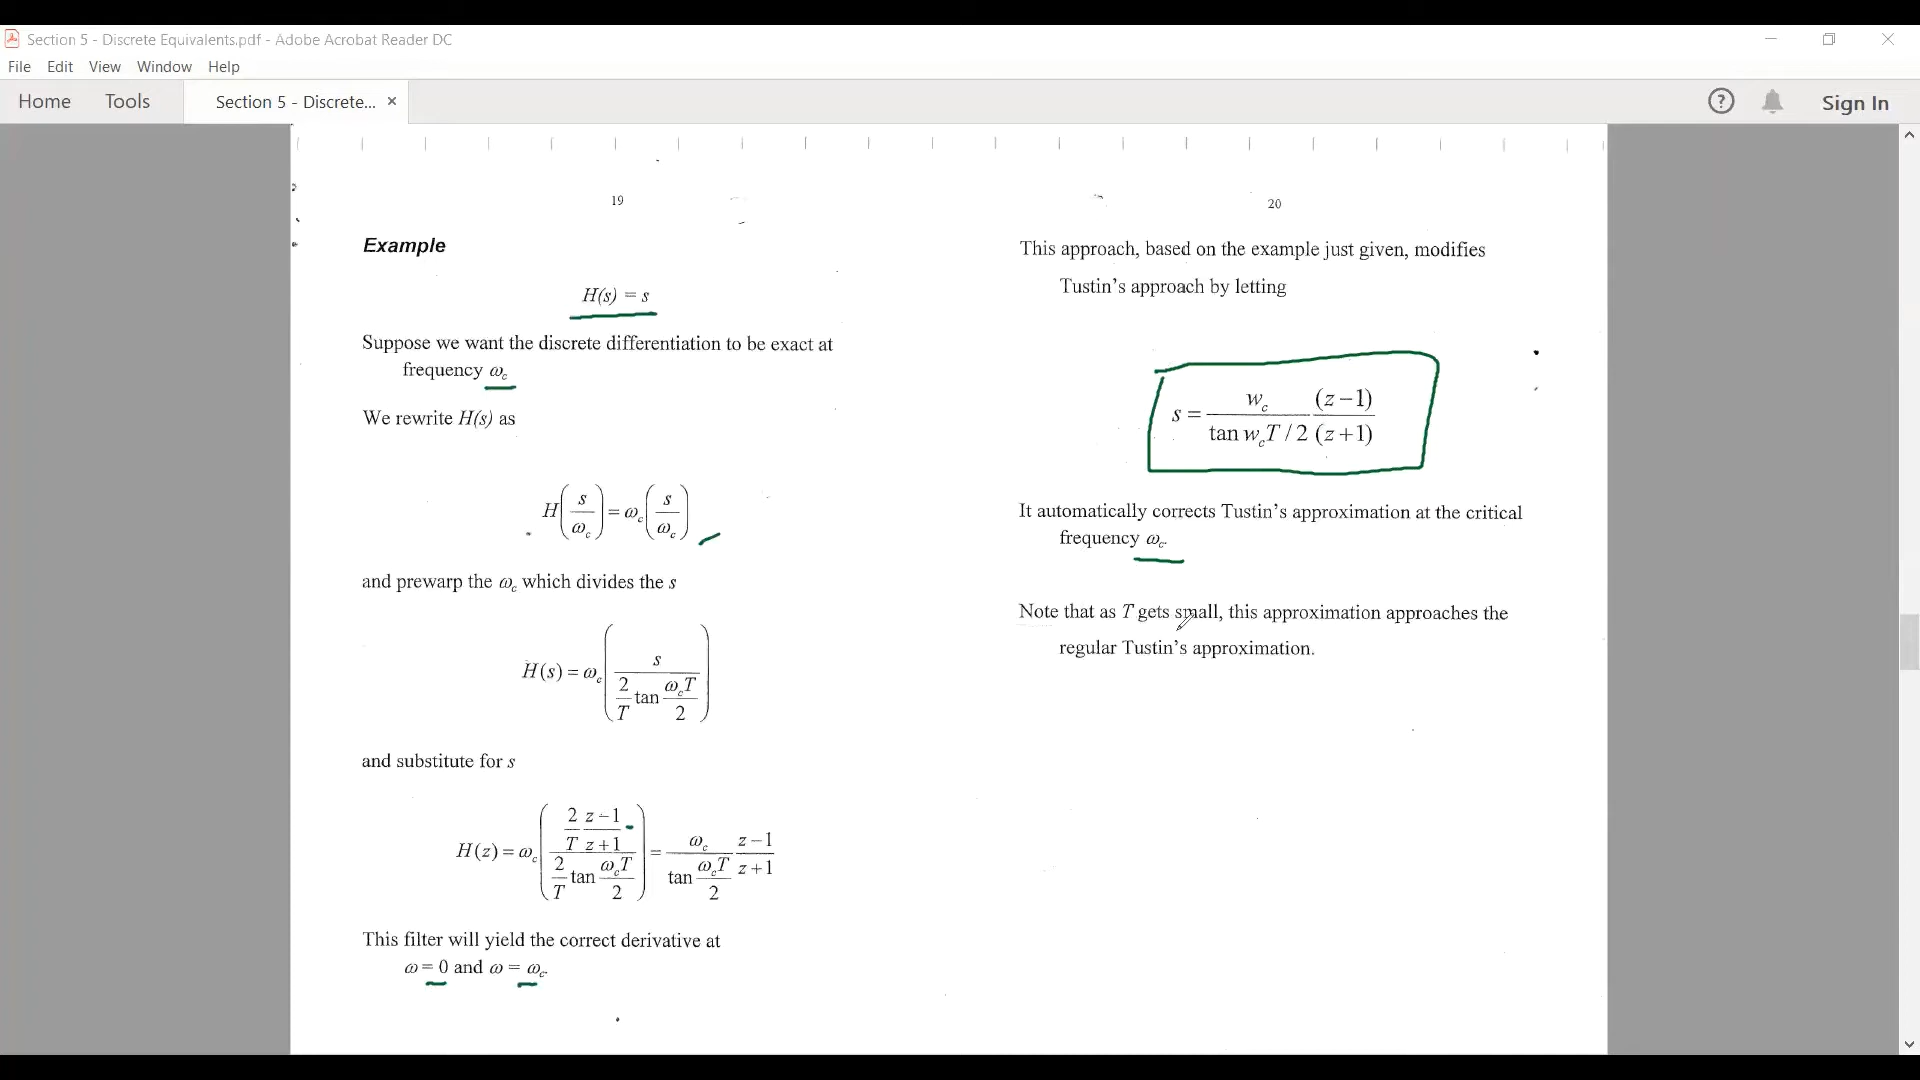 Section 5 - Discrete Equivalents.pdf - Adobe Acrobat Reader DC
File Edit View Window Help
Home Tools Section 5 - Discrete... × ? Sign In
19
Example
H(s) = s
Suppose we want the discrete differentiation to be exact at
frequency ω_c
We rewrite H(s) as
H(s/ω_c) = ω_c(s/ω_c)
and prewarp the ω_c which divides the s
H(s) = ω_c(s / (2/T tan ω_cT/2))
and substitute for s
H(z) = ω_c((2/T z−1/z+1) / (2/T tan ω_cT/2)) = ω_c/(tan ω_cT/2) z−1/z+1
This filter will yield the correct derivative at
ω = 0 and ω = ω_c.
20
This approach, based on the example just given, modifies
Tustin's approach by letting
s = w_c/(tan w_cT / 2) (z−1)/(z+1)
It automatically corrects Tustin's approximation at the critical
frequency ω_c.
Note that as T gets small, this approximation approaches the
regular Tustin's approximation.